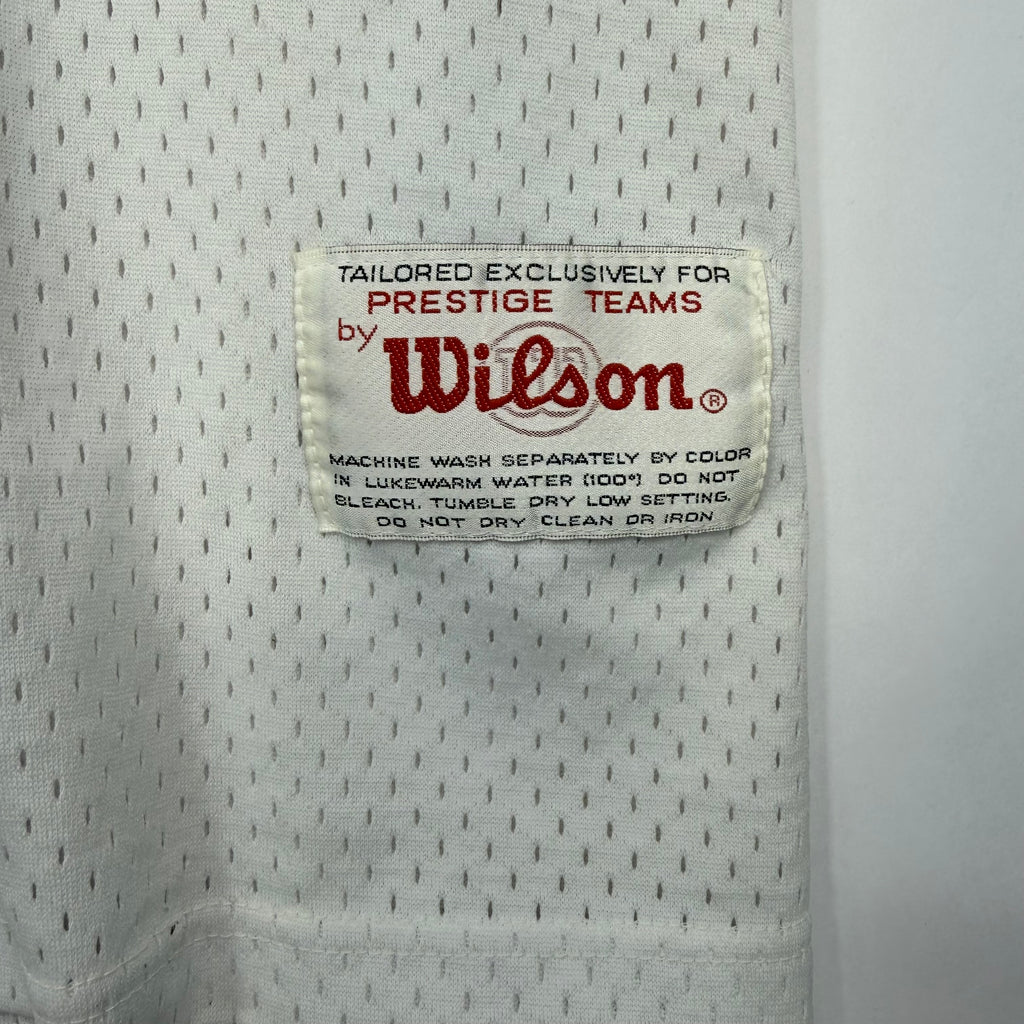 TAILORED EXCLUSIVELY FOR
PRESTIGE TEAMS
by
Wilson®
MACHINE WASH SEPARATELY BY COLOR
IN LUKEWARM WATER (100°) DO NOT
BLEACH. TUMBLE DRY LOW SETTING.
DO NOT DRY CLEAN OR IRON